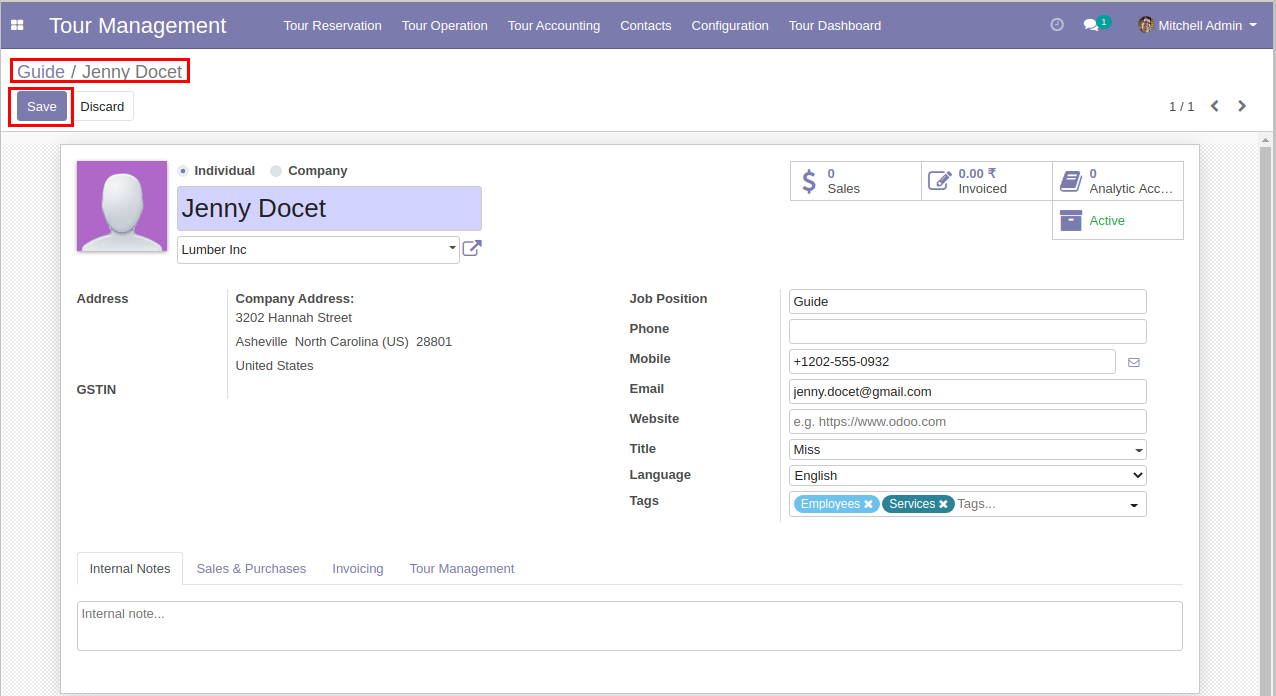 Tour Management Tour Reservation Tour Operation Tour Accounting Contacts Configuration Tour Dashboard 1 Mitchell Admin
Guide / Jenny Docet
Save Discard 1 / 1
Individual Company
Jenny Docet
Lumber Inc
0
Sales
0.00 ₹
Invoiced
0
Analytic Acc...
Active
Address
Company Address:
3202 Hannah Street
Asheville North Carolina (US) 28801
United States
GSTIN
Job Position Guide
Phone
Mobile +1202-555-0932
Email jenny.docet@gmail.com
Website e.g. https://www.odoo.com
Title Miss
Language English
Tags Employees Services Tags...
Internal Notes Sales & Purchases Invoicing Tour Management
Internal note...